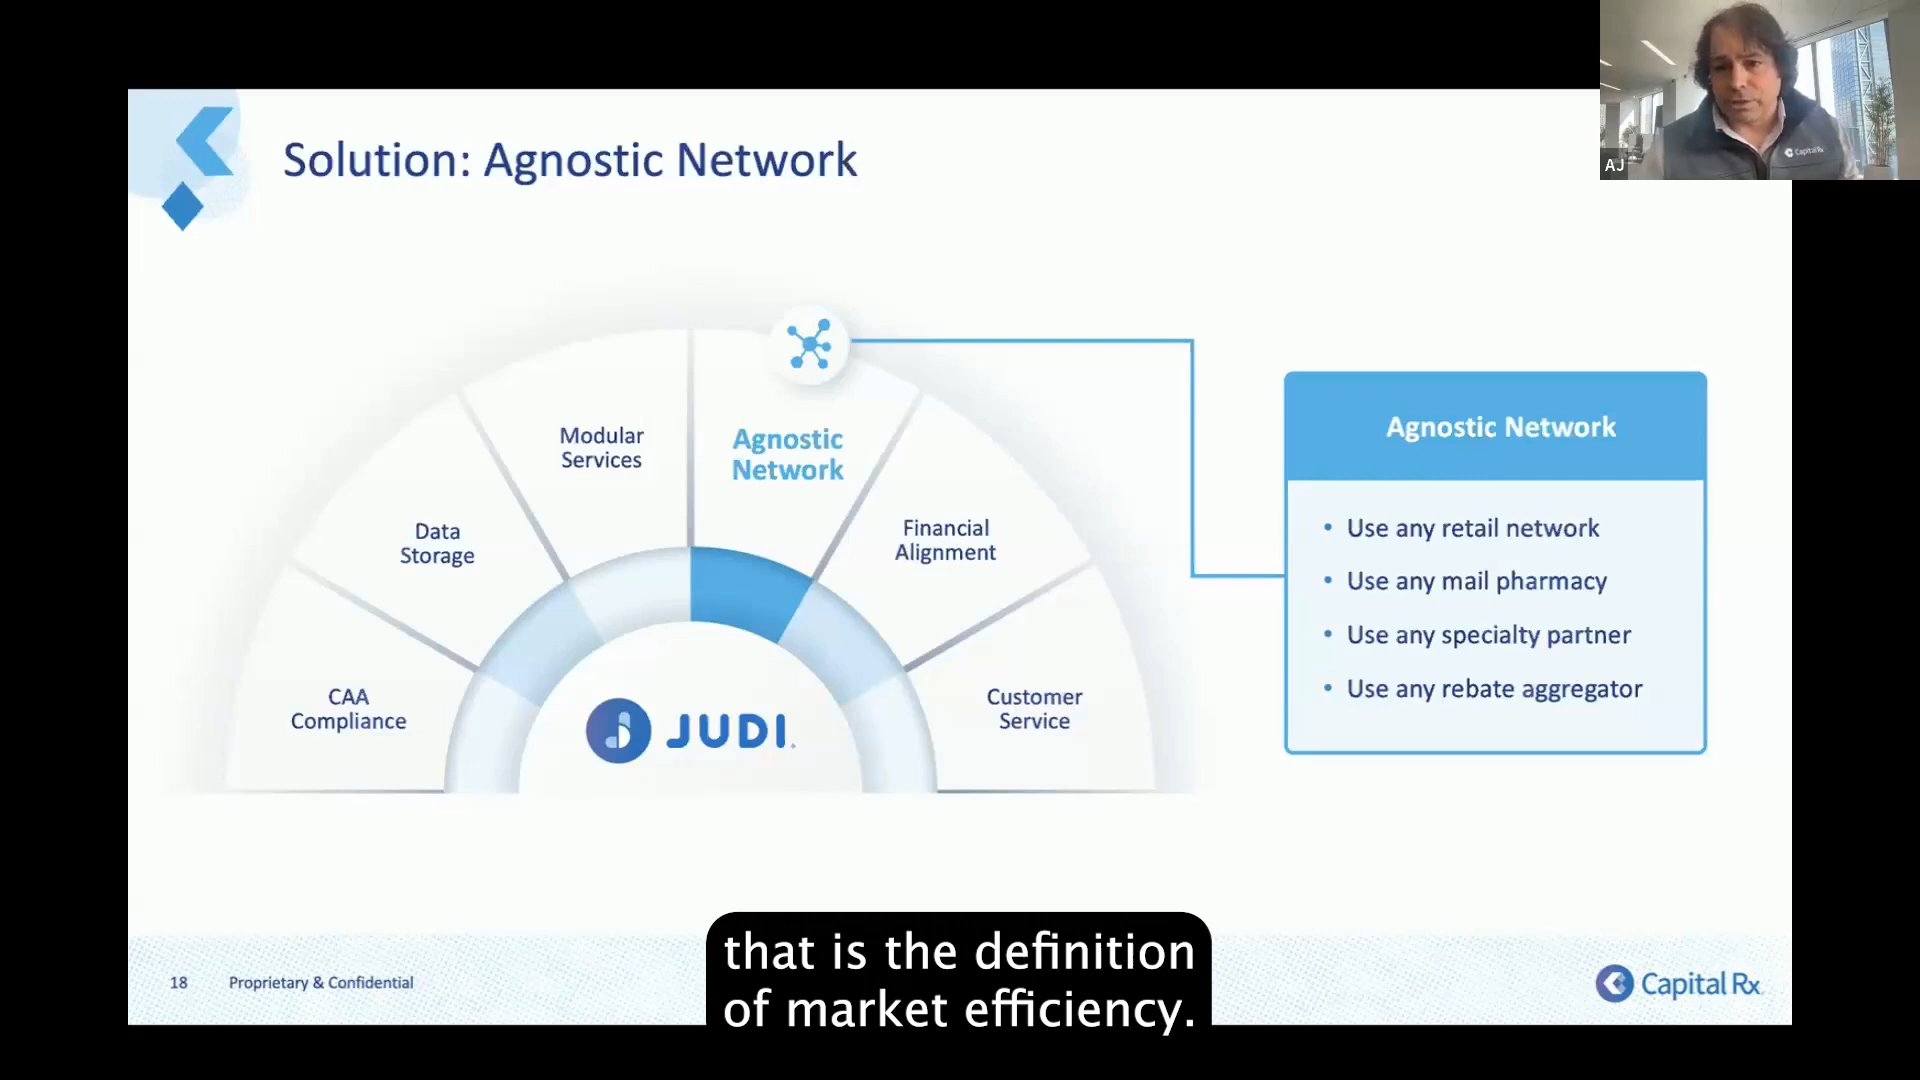 Solution: Agnostic Network
CapitalRx
AJ
Modular
Services
Agnostic
Network
Data
Storage
Financial
Alignment
CAA
Compliance
Customer
Service
JUDI.
Agnostic Network
• Use any retail network
• Use any mail pharmacy
• Use any specialty partner
• Use any rebate aggregator
18 Proprietary & Confidential
Capital Rx
that is the definition
of market efficiency.